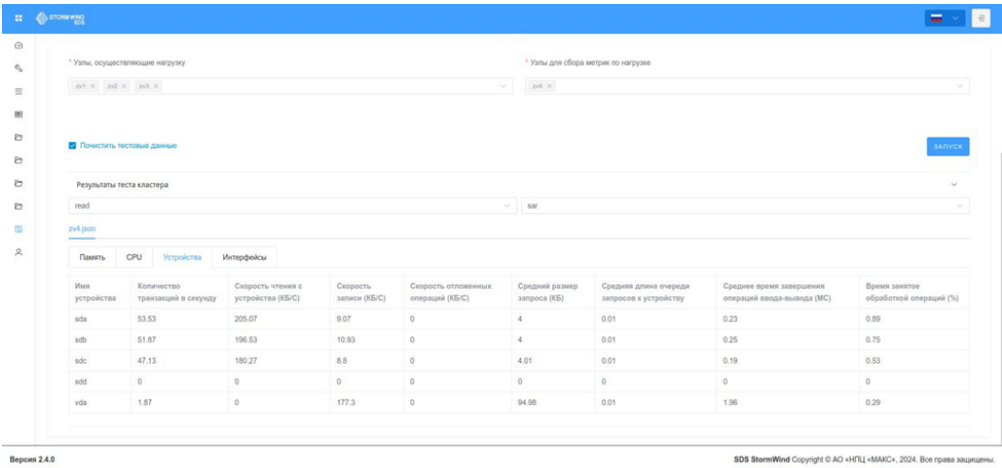 STORMWIND
SDS
* Узлы, осуществляющие нагрузку
* Узлы для сбора метрик по нагрузке
zv1 × zv2 × zv3 ×
zv4 ×
Почистить тестовые данные
ЗАПУСК
Результаты теста кластера
read
sar
zv4.json
Память CPU Устройства Интерфейсы
Имя устройства Количество транзакций в секунду Скорость чтения с устройства (КБ/С) Скорость записи (КБ/С) Скорость отложенных операций (КБ/С) Средний размер запроса (КБ) Средняя длина очереди запросов к устройству Среднее время завершения операций ввода-вывода (МС) Время занятое обработкой операций (%)
sda 53.53 205.07 9.07 0 4 0.01 0.23 0.89
sdb 51.87 196.53 10.93 0 4 0.01 0.25 0.75
sdc 47.13 180.27 8.8 0 4.01 0.01 0.19 0.53
sdd 0 0 0 0 0 0 0 0
vda 1.87 0 177.3 0 94.98 0.01 1.96 0.29
Версия 2.4.0
SDS StormWind Copyright © АО «НПЦ «МАКС», 2024. Все права защищены.